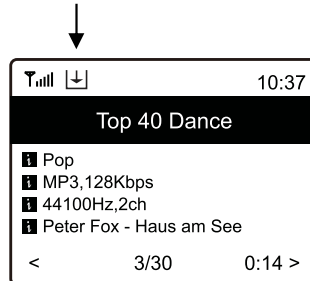 10:37
Top 40 Dance
i Pop
i MP3,128Kbps
i 44100Hz,2ch
i Peter Fox - Haus am See
< 3/30 0:14 >